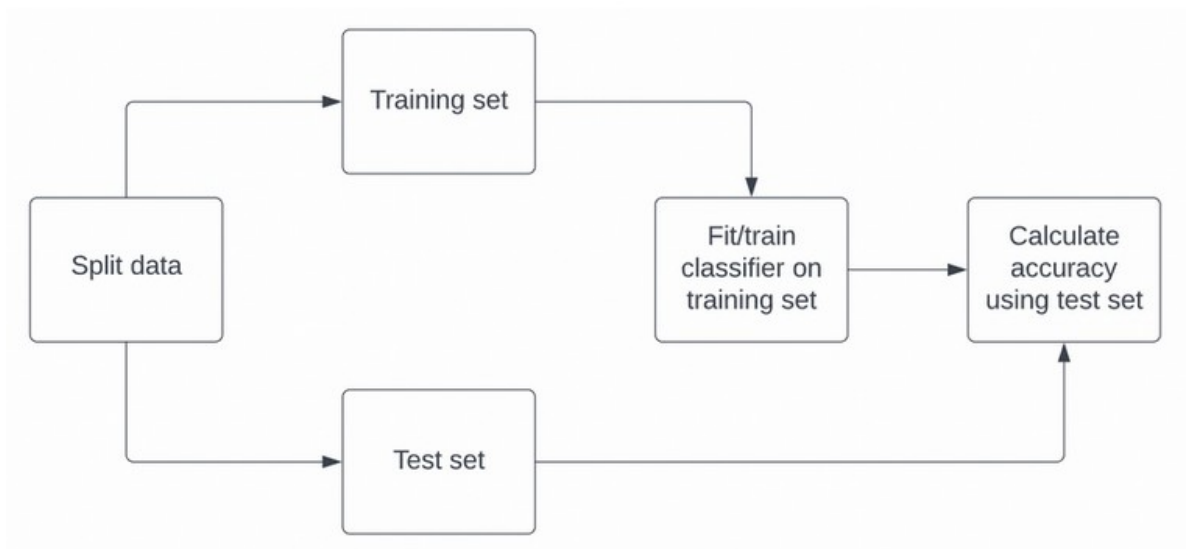 Training set
Split data
Fit/train
classifier on
training set
Calculate
accuracy
using test set
Test set